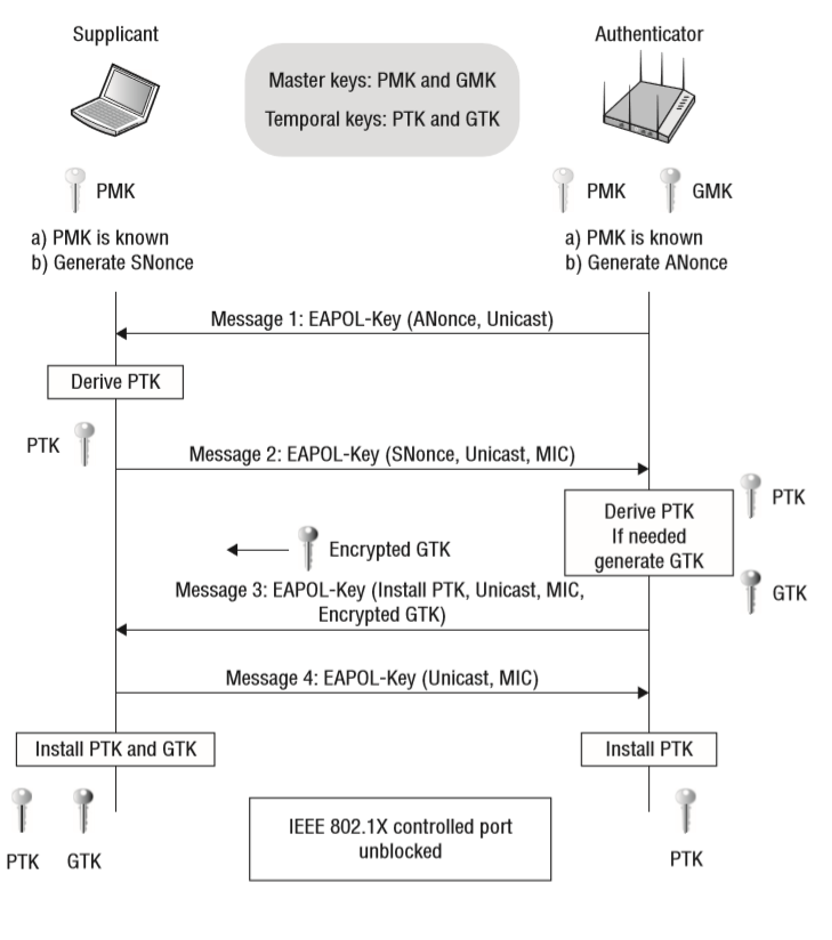 Supplicant
Authenticator
Master keys: PMK and GMK
Temporal keys: PTK and GTK
PMK
PMK
GMK
a) PMK is known
b) Generate SNonce
a) PMK is known
b) Generate ANonce
Message 1: EAPOL-Key (ANonce, Unicast)
Derive PTK
PTK
Message 2: EAPOL-Key (SNonce, Unicast, MIC)
Derive PTK
If needed
generate GTK
PTK
GTK
Encrypted GTK
Message 3: EAPOL-Key (Install PTK, Unicast, MIC,
Encrypted GTK)
Message 4: EAPOL-Key (Unicast, MIC)
Install PTK and GTK
Install PTK
PTK
GTK
IEEE 802.1X controlled port
unblocked
PTK